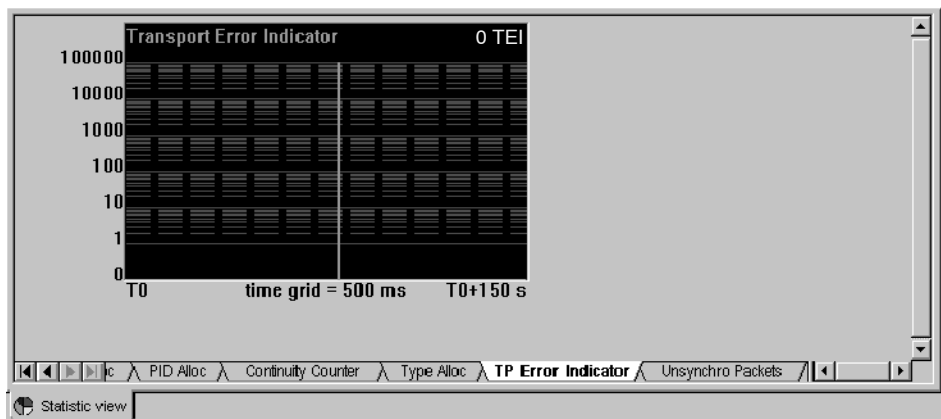 Transport Error Indicator 0 TEI
100000
10000
1000
100
10
1
0
T0 time grid = 500 ms T0+150 s
ic PID Alloc Continuity Counter Type Alloc TP Error Indicator Unsynchro Packets
Statistic view